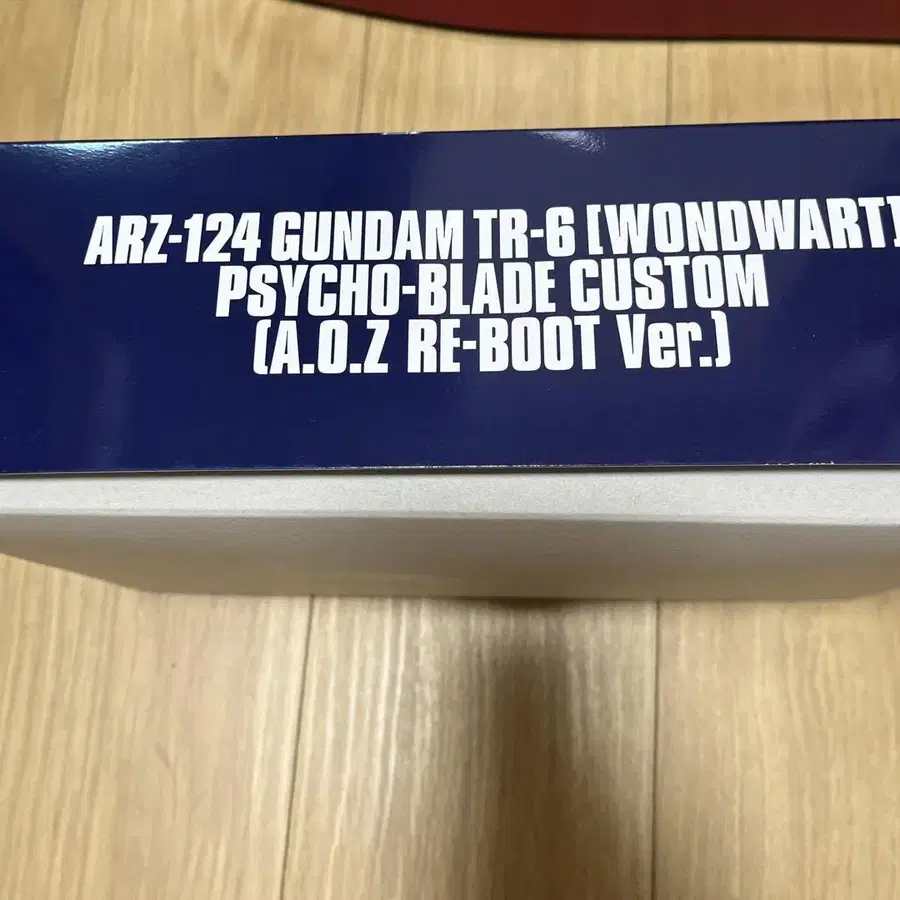 ARZ-124 GUNDAM TR-6 [WONDWART]
PSYCHO-BLADE CUSTOM
(A.O.Z RE-BOOT Ver.)